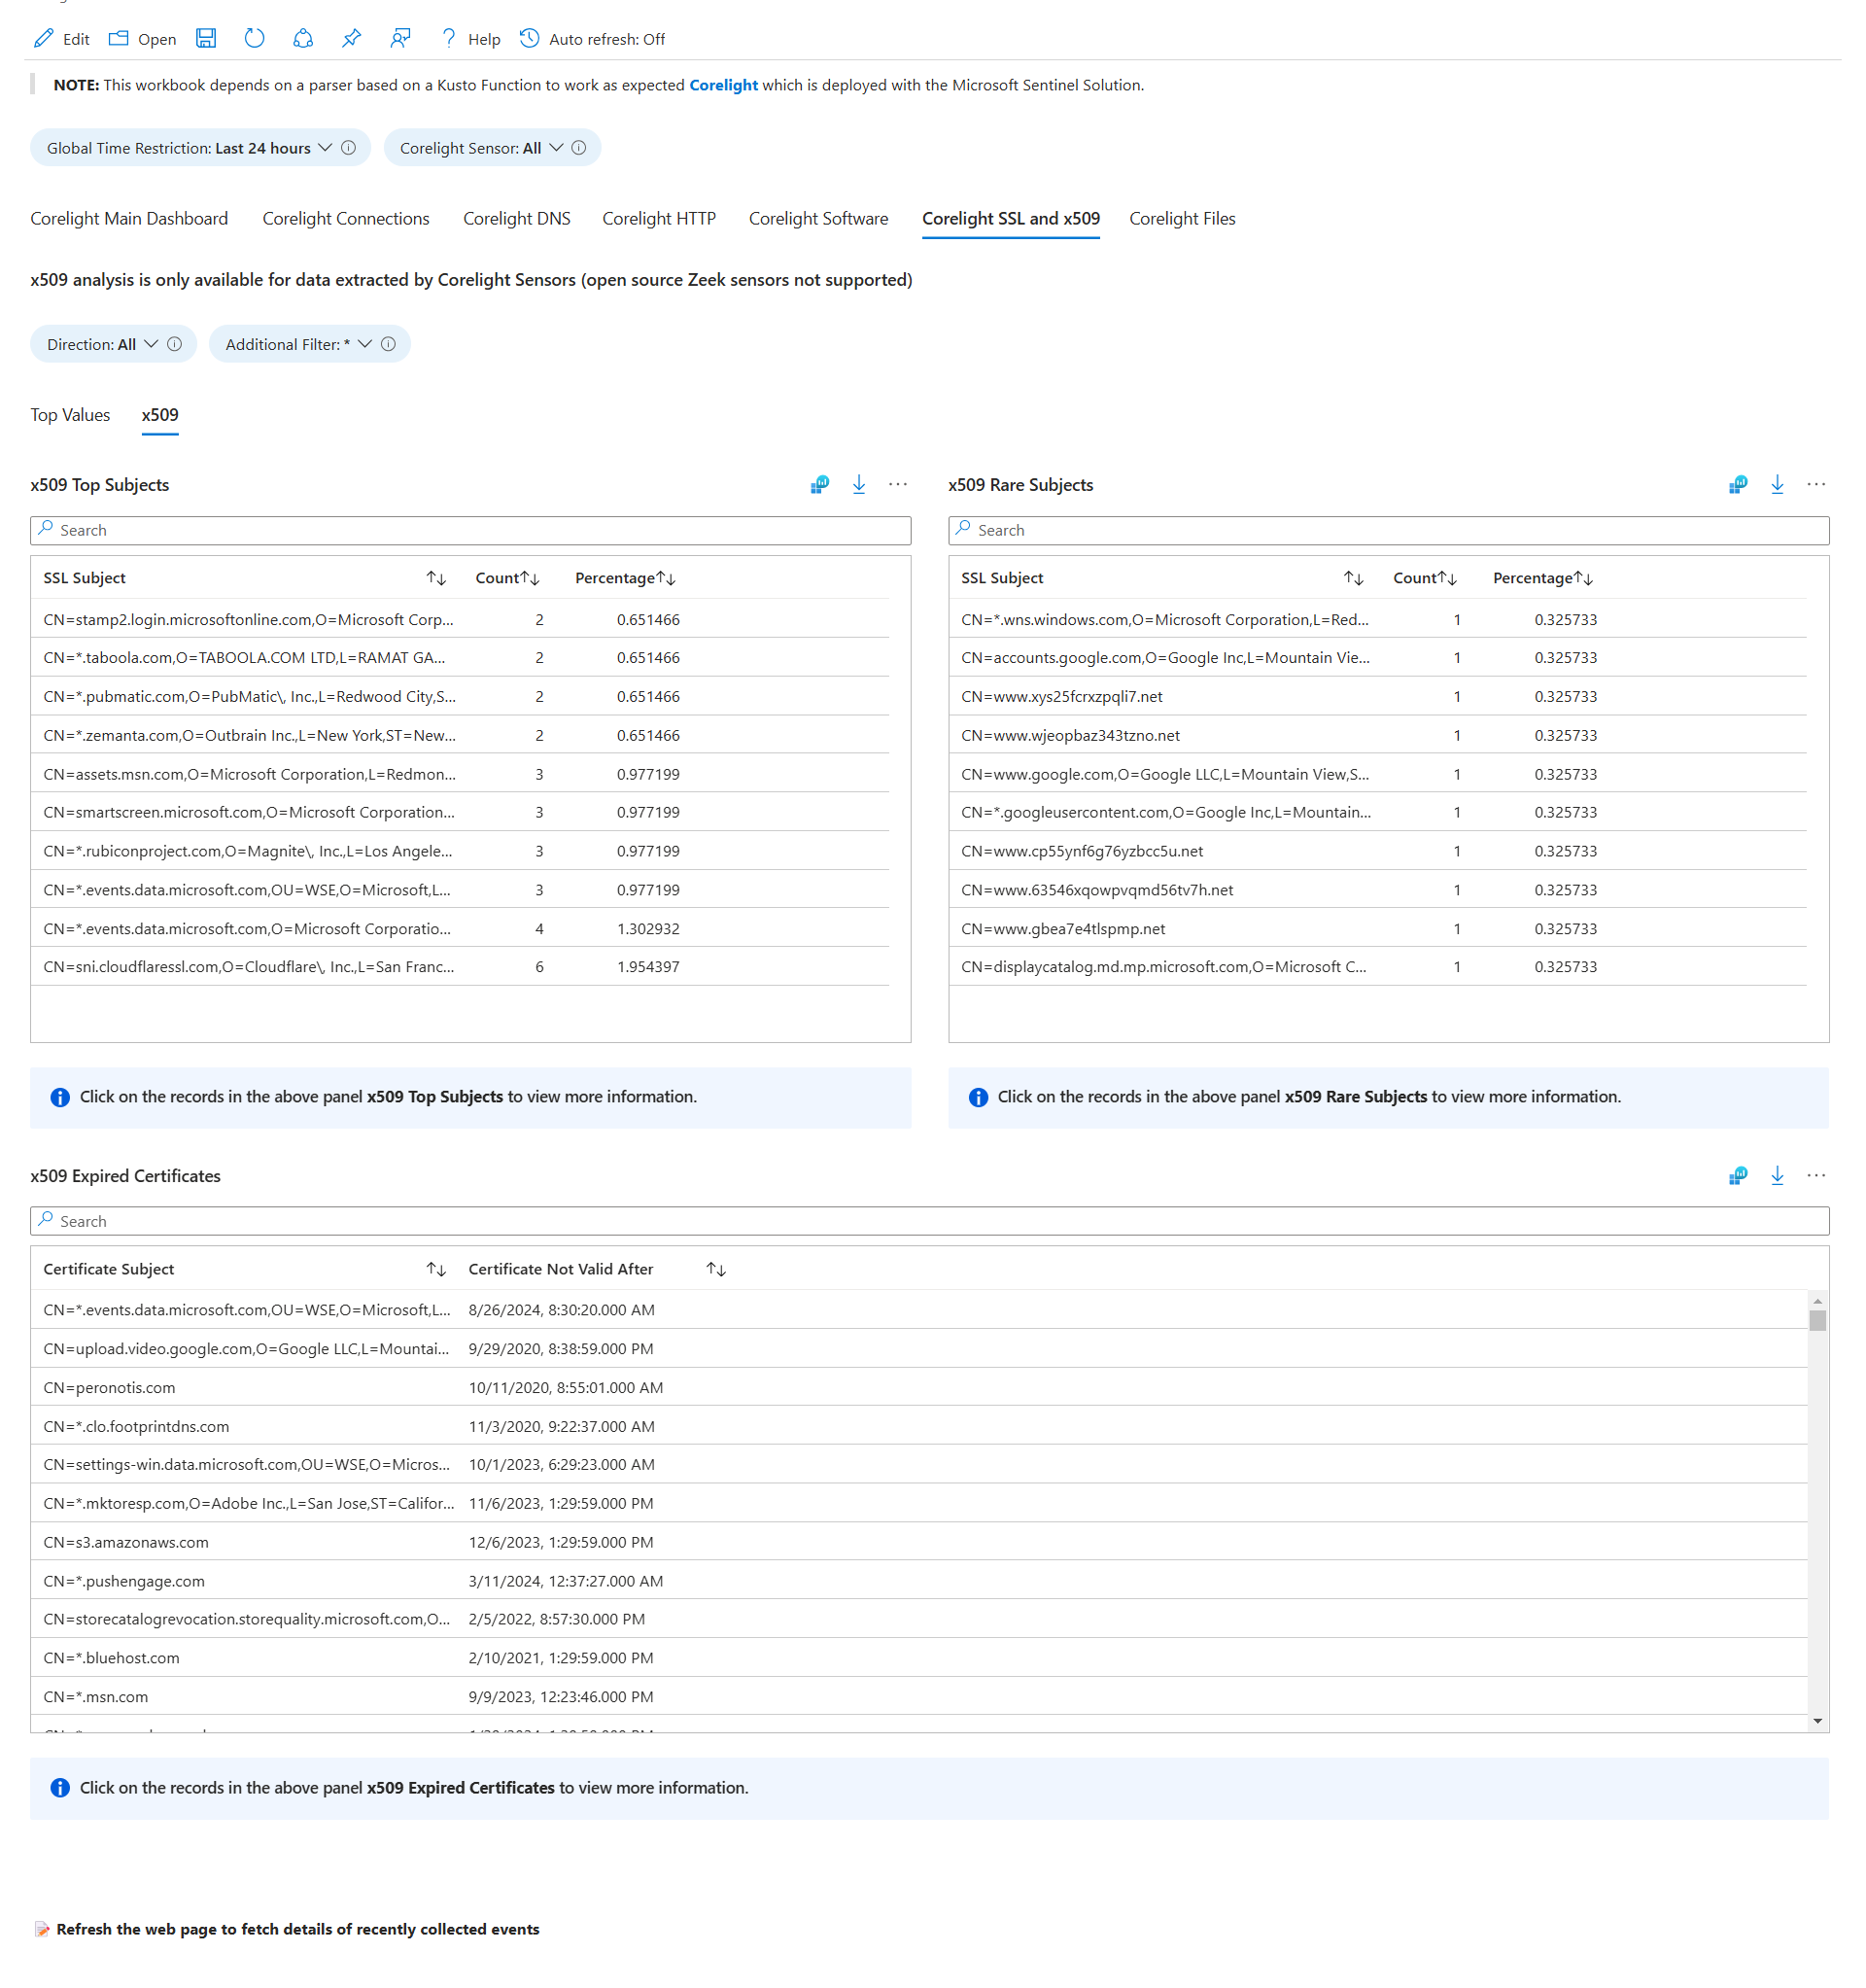 Edit Open Help Auto refresh: Off
NOTE: This workbook depends on a parser based on a Kusto Function to work as expected Corelight which is deployed with the Microsoft Sentinel Solution.
Global Time Restriction: Last 24 hours Corelight Sensor: All
Corelight Main Dashboard Corelight Connections Corelight DNS Corelight HTTP Corelight Software Corelight SSL and x509 Corelight Files
x509 analysis is only available for data extracted by Corelight Sensors (open source Zeek sensors not supported)
Direction: All Additional Filter: *
Top Values x509
x509 Top Subjects
Search
SSL Subject Count Percentage
CN=stamp2.login.microsoftonline.com,O=Microsoft Corp... 2 0.651466
CN=*.taboola.com,O=TABOOLA.COM LTD,L=RAMAT GA... 2 0.651466
CN=*.pubmatic.com,O=PubMatic\, Inc.,L=Redwood City,S... 2 0.651466
CN=*.zemanta.com,O=Outbrain Inc.,L=New York,ST=New... 2 0.651466
CN=assets.msn.com,O=Microsoft Corporation,L=Redmon... 3 0.977199
CN=smartscreen.microsoft.com,O=Microsoft Corporation... 3 0.977199
CN=*.rubiconproject.com,O=Magnite\, Inc.,L=Los Angele... 3 0.977199
CN=*.events.data.microsoft.com,OU=WSE,O=Microsoft,L... 3 0.977199
CN=*.events.data.microsoft.com,O=Microsoft Corporatio... 4 1.302932
CN=sni.cloudflaressl.com,O=Cloudflare\, Inc.,L=San Franc... 6 1.954397
Click on the records in the above panel x509 Top Subjects to view more information.
x509 Rare Subjects
Search
SSL Subject Count Percentage
CN=*.wns.windows.com,O=Microsoft Corporation,L=Red... 1 0.325733
CN=accounts.google.com,O=Google Inc,L=Mountain Vie... 1 0.325733
CN=www.xys25fcrxzpqli7.net 1 0.325733
CN=www.wjeopbaz343tzno.net 1 0.325733
CN=www.google.com,O=Google LLC,L=Mountain View,S... 1 0.325733
CN=*.googleusercontent.com,O=Google Inc,L=Mountain... 1 0.325733
CN=www.cp55ynf6g76yzbcc5u.net 1 0.325733
CN=www.63546xqowpvqmd56tv7h.net 1 0.325733
CN=www.gbea7e4tlspmp.net 1 0.325733
CN=displaycatalog.md.mp.microsoft.com,O=Microsoft C... 1 0.325733
Click on the records in the above panel x509 Rare Subjects to view more information.
x509 Expired Certificates
Search
Certificate Subject Certificate Not Valid After
CN=*.events.data.microsoft.com,OU=WSE,O=Microsoft,L... 8/26/2024, 8:30:20.000 AM
CN=upload.video.google.com,O=Google LLC,L=Mountai... 9/29/2020, 8:38:59.000 PM
CN=peronotis.com 10/11/2020, 8:55:01.000 AM
CN=*.clo.footprintdns.com 11/3/2020, 9:22:37.000 AM
CN=settings-win.data.microsoft.com,OU=WSE,O=Micros... 10/1/2023, 6:29:23.000 AM
CN=*.mktoresp.com,O=Adobe Inc.,L=San Jose,ST=Califor... 11/6/2023, 1:29:59.000 PM
CN=s3.amazonaws.com 12/6/2023, 1:29:59.000 PM
CN=*.pushengage.com 3/11/2024, 12:37:27.000 AM
CN=storecatalogrevocation.storequality.microsoft.com,O... 2/5/2022, 8:57:30.000 PM
CN=*.bluehost.com 2/10/2021, 1:29:59.000 PM
CN=*.msn.com 9/9/2023, 12:23:46.000 PM
Click on the records in the above panel x509 Expired Certificates to view more information.
Refresh the web page to fetch details of recently collected events